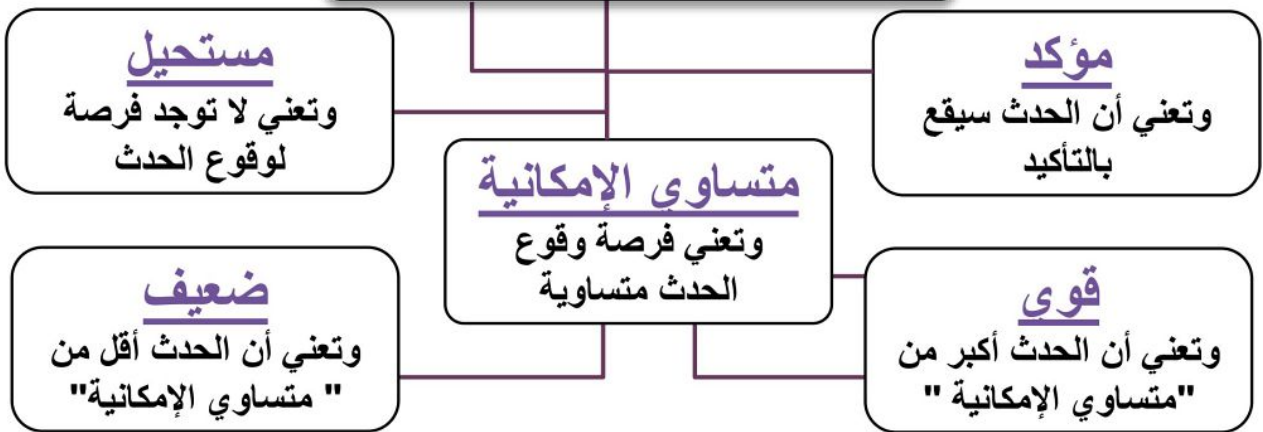 مؤكد
وتعني أن الحدث سيقع
بالتأكيد
مستحيل
وتعني لا توجد فرصة
لوقوع الحدث
متساوي الإمكانية
وتعني فرصة وقوع
الحدث متساوية
قوي
وتعني أن الحدث أكبر من
"متساوي الإمكانية "
ضعيف
وتعني أن الحدث أقل من
" متساوي الإمكانية"